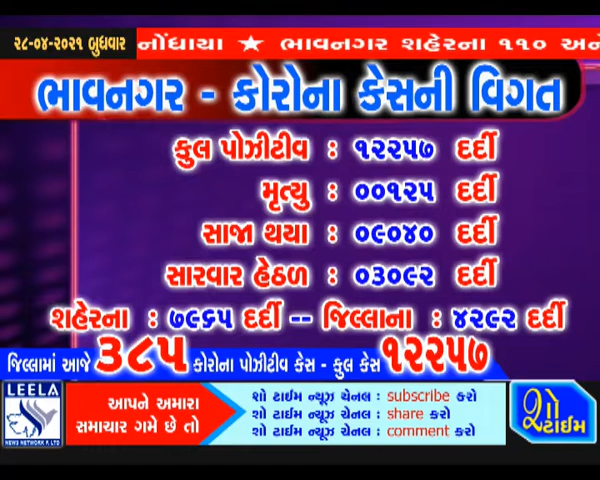 ૨૮-૦૪-૨૦૨૧ બુધવાર નોંધાયા ★ ભાવનગર શહેરના ૧૧૦ અને
ભાવનગર - કોરોના કેસની વિગત
કુલ પોઝીટીવ : ૧૨૨૫૭ દર્દી
મૃત્યુ : ૦૦૧૨૫ દર્દી
સાજા થયા : ૦૯૦૪૦ દર્દી
સારવાર હેઠળ : ૦૩૦૯૨ દર્દી
શહેરના : ૭૯૬૫ દર્દી -- જિલ્લાના : ૪૨૯૨ દર્દી
જિલ્લામાં આજે ૩૮૫ કોરોના પોઝીટીવ કેસ - કુલ કેસ ૧૨૨૫૭
LEELA
NEWS NETWORK P. LTD
આપને અમારા
સમાચાર ગમે છે તો
શો ટાઈમ ન્યૂઝ ચેનલ : subscribe કરો
શો ટાઈમ ન્યૂઝ ચેનલ : share કરો
શો ટાઈમ ન્યૂઝ ચેનલ : comment કરો
શો
ટાઈમ